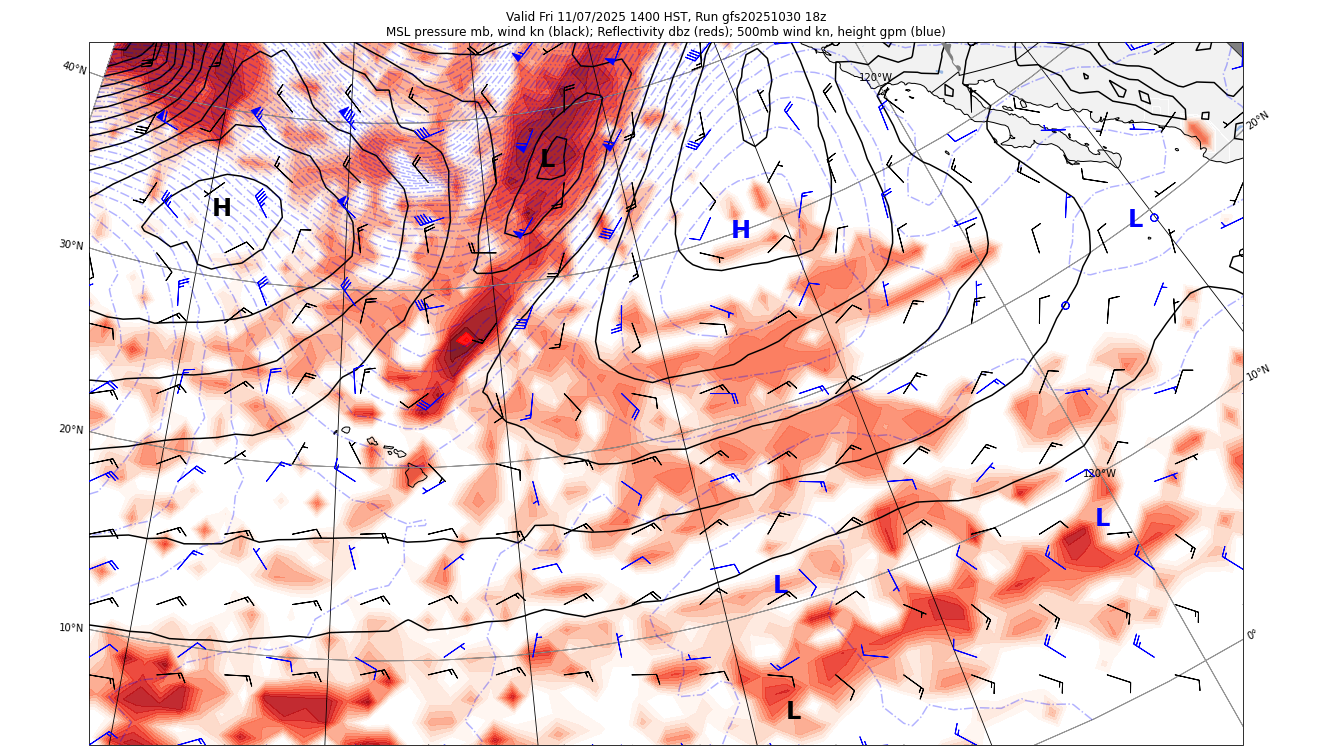 Valid Fri 11/07/2025 1400 HST, Run gfs20251030 18z
MSL pressure mb, wind kn (black); Reflectivity dbz (reds); 500mb wind kn, height gpm (blue)
40°N
120°W
20°N
L
H
L
H
30°N
10°N
20°N
120°W
L
L
10°N
0°
L